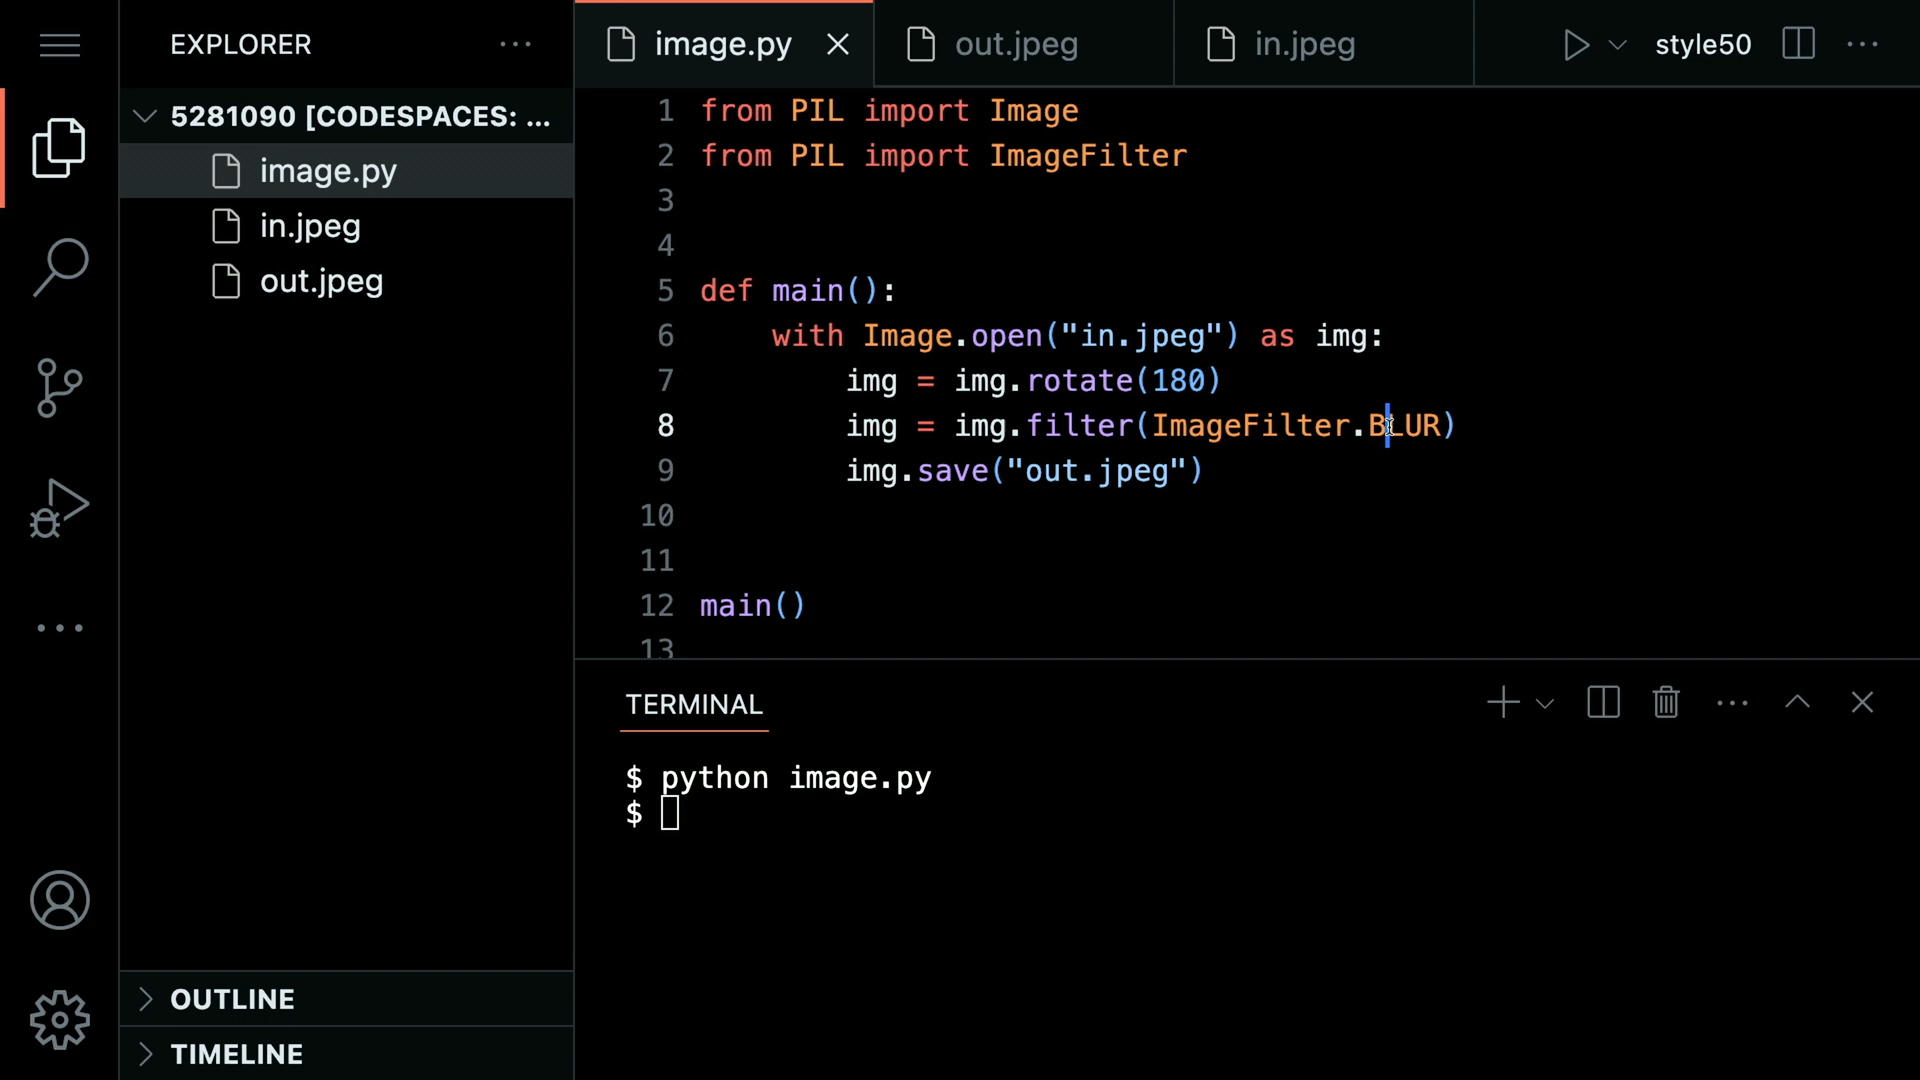 EXPLORER
5281090 [CODESPACES: ...
image.py
in.jpeg
out.jpeg
OUTLINE
TIMELINE
image.py out.jpeg in.jpeg style50
1 from PIL import Image
2 from PIL import ImageFilter
3
4
5 def main():
6 with Image.open("in.jpeg") as img:
7 img = img.rotate(180)
8 img = img.filter(ImageFilter.BLUR)
9 img.save("out.jpeg")
10
11
12 main()
13
TERMINAL
$ python image.py
$